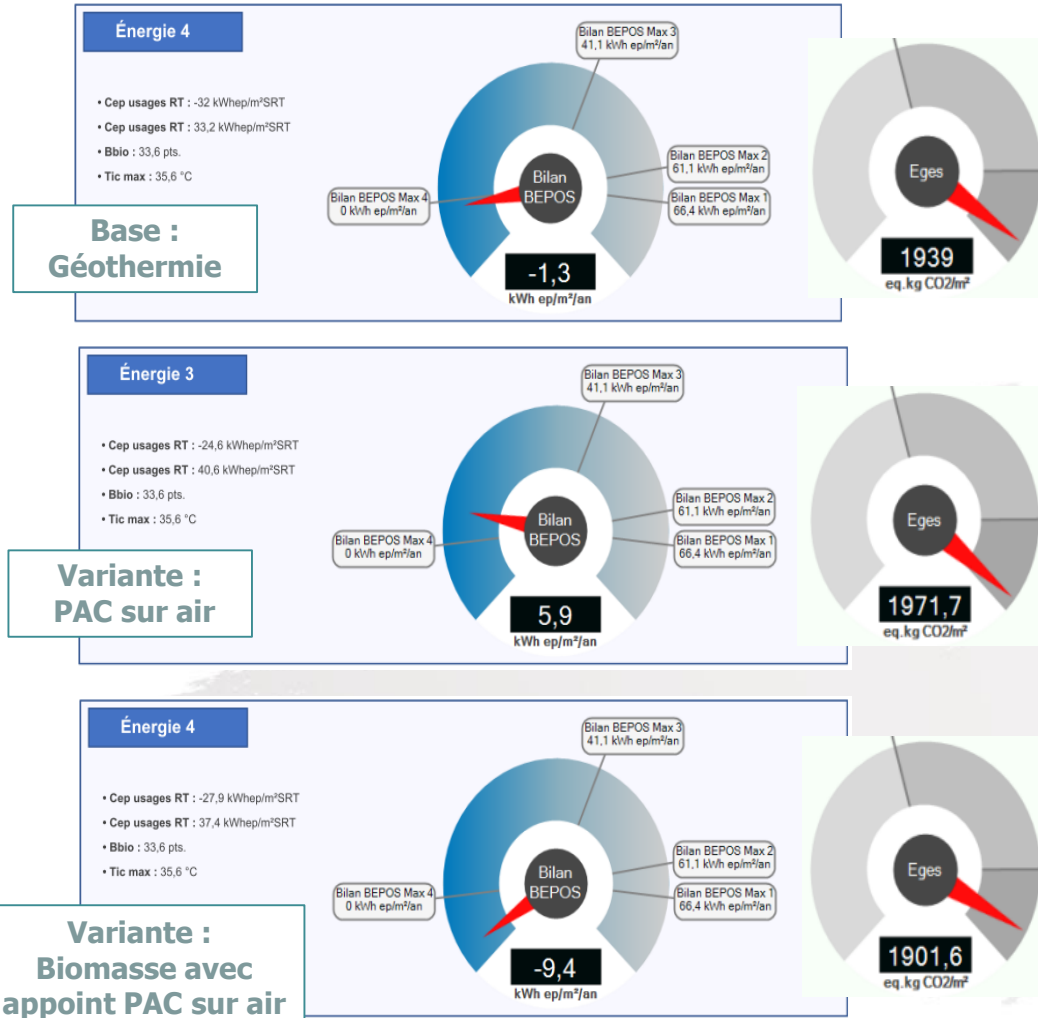 Énergie 4
• Cep usages RT : -32 kWhep/m²SRT
• Cep usages RT : 33,2 kWhep/m²SRT
• Bbio : 33,6 pts.
• Tic max : 35,6 °C
Base :
Géothermie
Bilan BEPOS Max 3
41,1 kWh ep/m²/an
Bilan BEPOS Max 2
61,1 kWh ep/m²/an
Bilan BEPOS Max 1
66,4 kWh ep/m²/an
Bilan BEPOS Max 4
0 kWh ep/m²/an
Bilan
BEPOS
-1,3
kWh ep/m²/an
Eges
1939
eq.kg CO2/m²
Énergie 3
• Cep usages RT : -24,6 kWhep/m²SRT
• Cep usages RT : 40,6 kWhep/m²SRT
• Bbio : 33,6 pts.
• Tic max : 35,6 °C
Variante :
PAC sur air
Bilan BEPOS Max 3
41,1 kWh ep/m²/an
Bilan BEPOS Max 2
61,1 kWh ep/m²/an
Bilan BEPOS Max 1
66,4 kWh ep/m²/an
Bilan BEPOS Max 4
0 kWh ep/m²/an
Bilan
BEPOS
5,9
kWh ep/m²/an
Eges
1971,7
eq.kg CO2/m²
Énergie 4
• Cep usages RT : -27,9 kWhep/m²SRT
• Cep usages RT : 37,4 kWhep/m²SRT
• Bbio : 33,6 pts.
• Tic max : 35,6 °C
Variante :
Biomasse avec
appoint PAC sur air
Bilan BEPOS Max 3
41,1 kWh ep/m²/an
Bilan BEPOS Max 2
61,1 kWh ep/m²/an
Bilan BEPOS Max 1
66,4 kWh ep/m²/an
Bilan BEPOS Max 4
0 kWh ep/m²/an
Bilan
BEPOS
-9,4
kWh ep/m²/an
Eges
1901,6
eq.kg CO2/m²